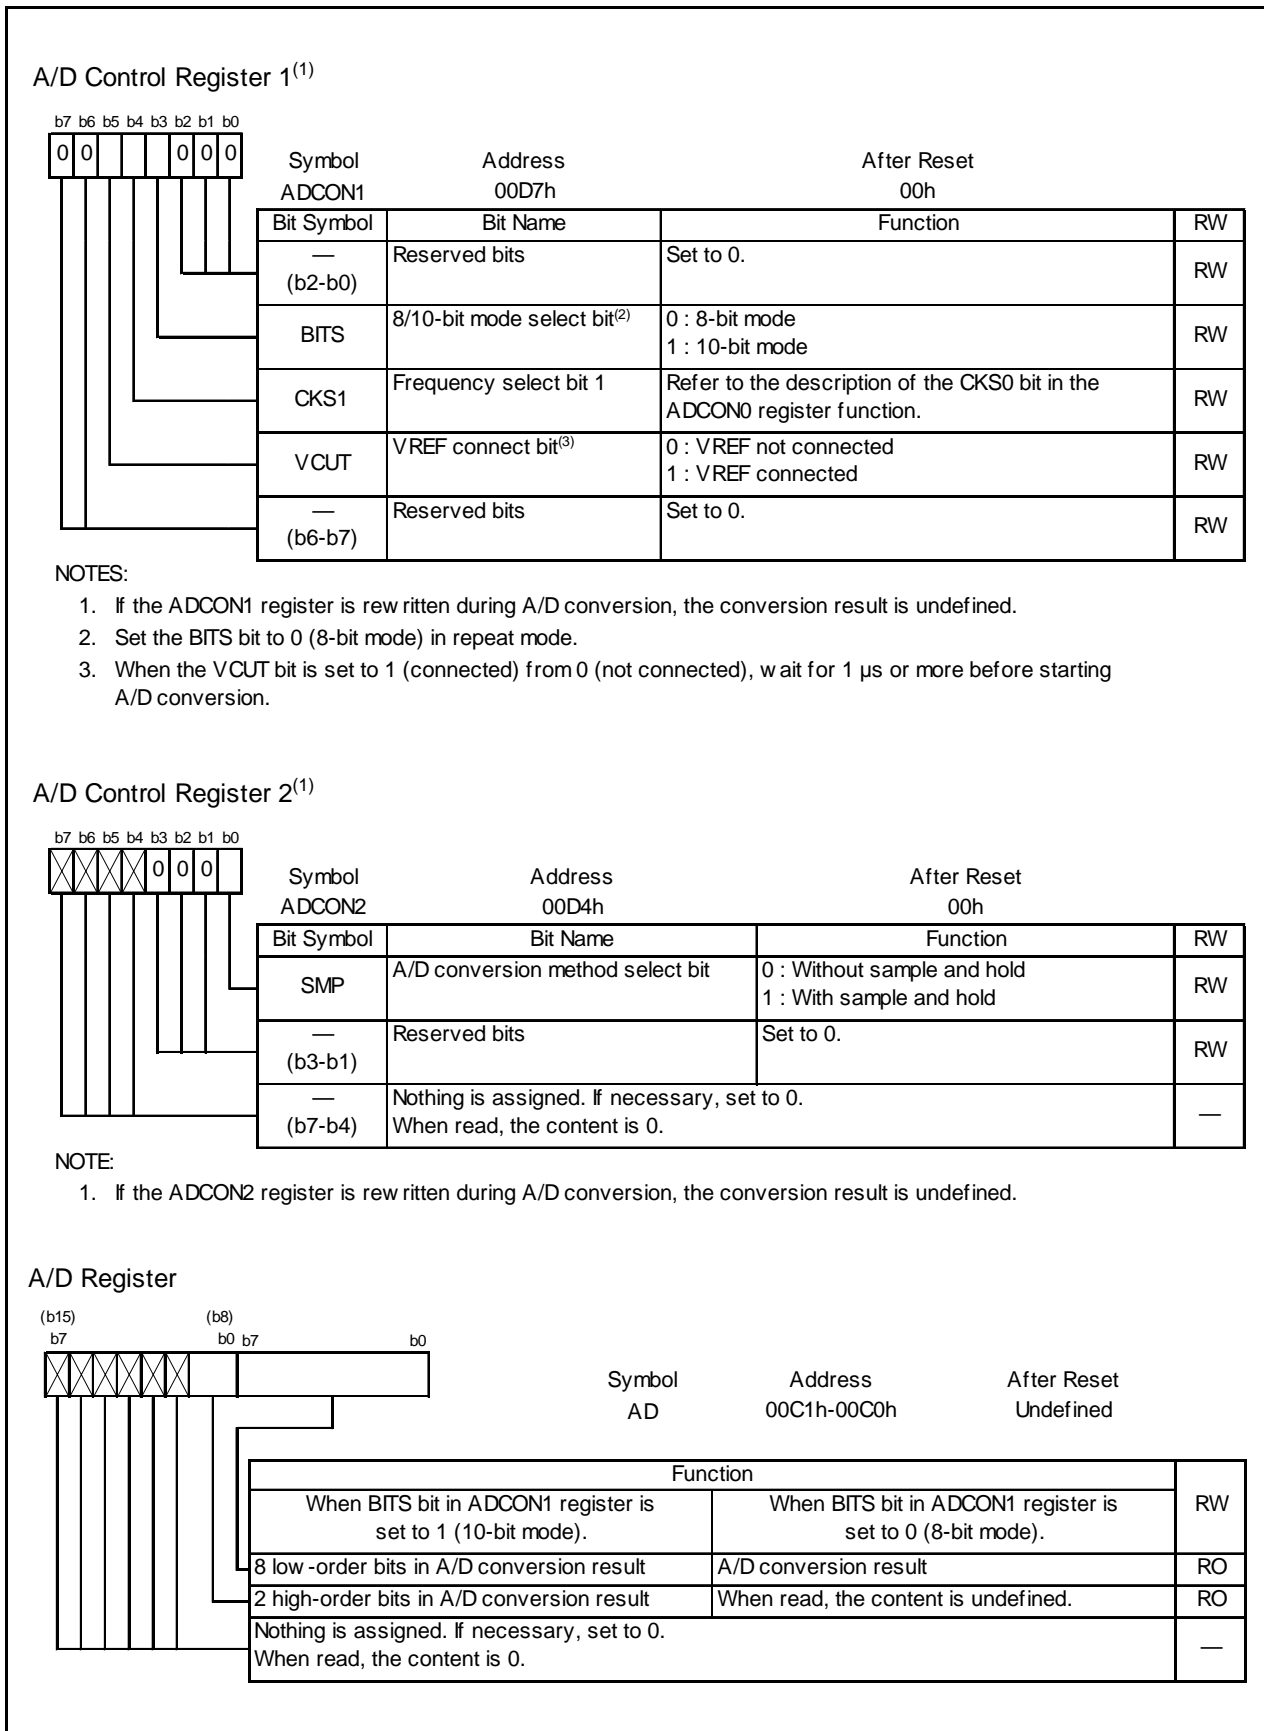 A/D Control Register 1(1)
b7 b6 b5 b4 b3 b2 b1 b0
0 0 0 0 0
Symbol Address After Reset
ADCON1 00D7h 00h
Bit Symbol Bit Name Function RW
— (b2-b0) Reserved bits Set to 0. RW
BITS 8/10-bit mode select bit(2) 0 : 8-bit mode
1 : 10-bit mode RW
CKS1 Frequency select bit 1 Refer to the description of the CKS0 bit in the
ADCON0 register function. RW
VCUT VREF connect bit(3) 0 : VREF not connected
1 : VREF connected RW
— (b6-b7) Reserved bits Set to 0. RW
NOTES:
1. If the ADCON1 register is rewritten during A/D conversion, the conversion result is undefined.
2. Set the BITS bit to 0 (8-bit mode) in repeat mode.
3. When the VCUT bit is set to 1 (connected) from 0 (not connected), wait for 1 µs or more before starting
A/D conversion.
A/D Control Register 2(1)
b7 b6 b5 b4 b3 b2 b1 b0
0 0 0
Symbol Address After Reset
ADCON2 00D4h 00h
Bit Symbol Bit Name Function RW
SMP A/D conversion method select bit 0 : Without sample and hold
1 : With sample and hold RW
— (b3-b1) Reserved bits Set to 0. RW
— (b7-b4) Nothing is assigned. If necessary, set to 0.
When read, the content is 0. —
NOTE:
1. If the ADCON2 register is rewritten during A/D conversion, the conversion result is undefined.
A/D Register
(b15) (b8)
b7 b0 b7 b0
Symbol Address After Reset
AD 00C1h-00C0h Undefined
Function RW
When BITS bit in ADCON1 register is
set to 1 (10-bit mode).
When BITS bit in ADCON1 register is
set to 0 (8-bit mode).
8 low-order bits in A/D conversion result A/D conversion result RO
2 high-order bits in A/D conversion result When read, the content is undefined. RO
Nothing is assigned. If necessary, set to 0.
When read, the content is 0. —